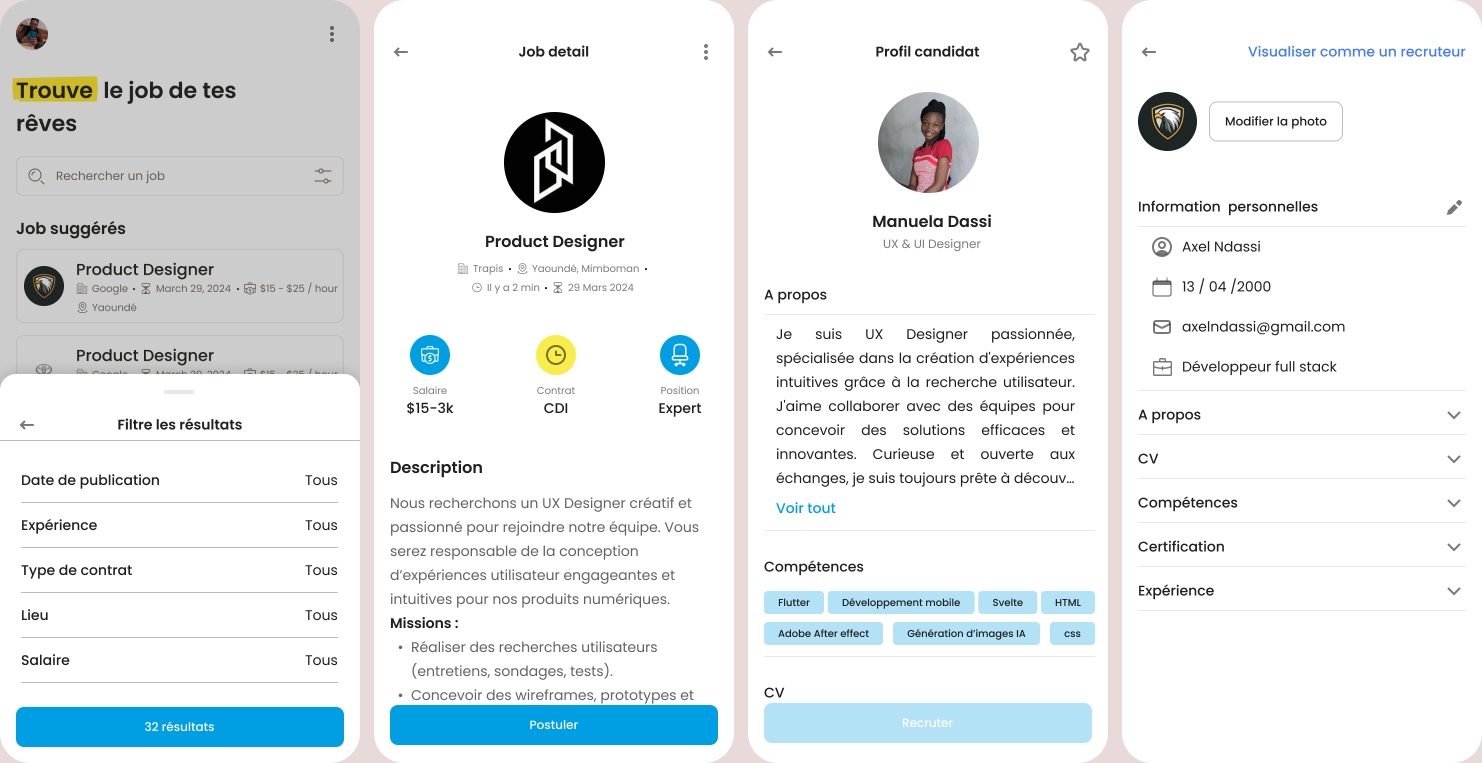 Trouve le job de tes
rêves
Rechercher un job
Job suggérés
Product Designer
Google • March 29, 2024 • $15 - $25 / hour
Yaoundé
Product Designer
Google • March 29, 2024 • $15 - $25 / hour
Filtre les résultats
Date de publication Tous
Expérience Tous
Type de contrat Tous
Lieu Tous
Salaire Tous
32 résultats
Job detail
Product Designer
Trapis • Yaoundé, Mimboman •
Il y a 2 min • 29 Mars 2024
Salaire Contrat Position
$15-3k CDI Expert
Description
Nous recherchons un UX Designer créatif et
passionné pour rejoindre notre équipe. Vous
serez responsable de la conception
d’expériences utilisateur engageantes et
intuitives pour nos produits numériques.
Missions :
• Réaliser des recherches utilisateurs
(entretiens, sondages, tests).
• Concevoir des wireframes, prototypes et
Postuler
Profil candidat
Manuela Dassi
UX & UI Designer
A propos
Je suis UX Designer passionnée,
spécialisée dans la création d'expériences
intuitives grâce à la recherche utilisateur.
J'aime collaborer avec des équipes pour
concevoir des solutions efficaces et
innovantes. Curieuse et ouverte aux
échanges, je suis toujours prête à découv...
Voir tout
Compétences
Flutter Développement mobile Svelte HTML
Adobe After effect Génération d’images IA css
CV
Recruter
Visualiser comme un recruteur
Modifier la photo
Information personnelles
Axel Ndassi
13 / 04 /2000
axelndassi@gmail.com
Développeur full stack
A propos
CV
Compétences
Certification
Expérience